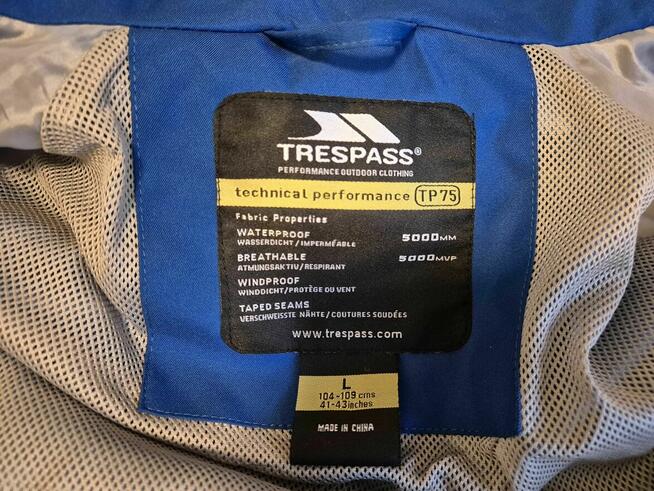 TRESPASS®
PERFORMANCE OUTDOOR CLOTHING
technical performance TP75
Fabric Properties
WATERPROOF 5000MM
WASSERDICHT/IMPERMÉABLE
BREATHABLE 5000MVP
ATMUNGSAKTIV/RESPIRANT
WINDPROOF
WINDDICHT/PROTÈGE DU VENT
TAPED SEAMS
VERSCHWEISSTE NÄHTE/COUTURES SOUDÉES
www.trespass.com
L
104-109 cms
41-43inches
MADE IN CHINA